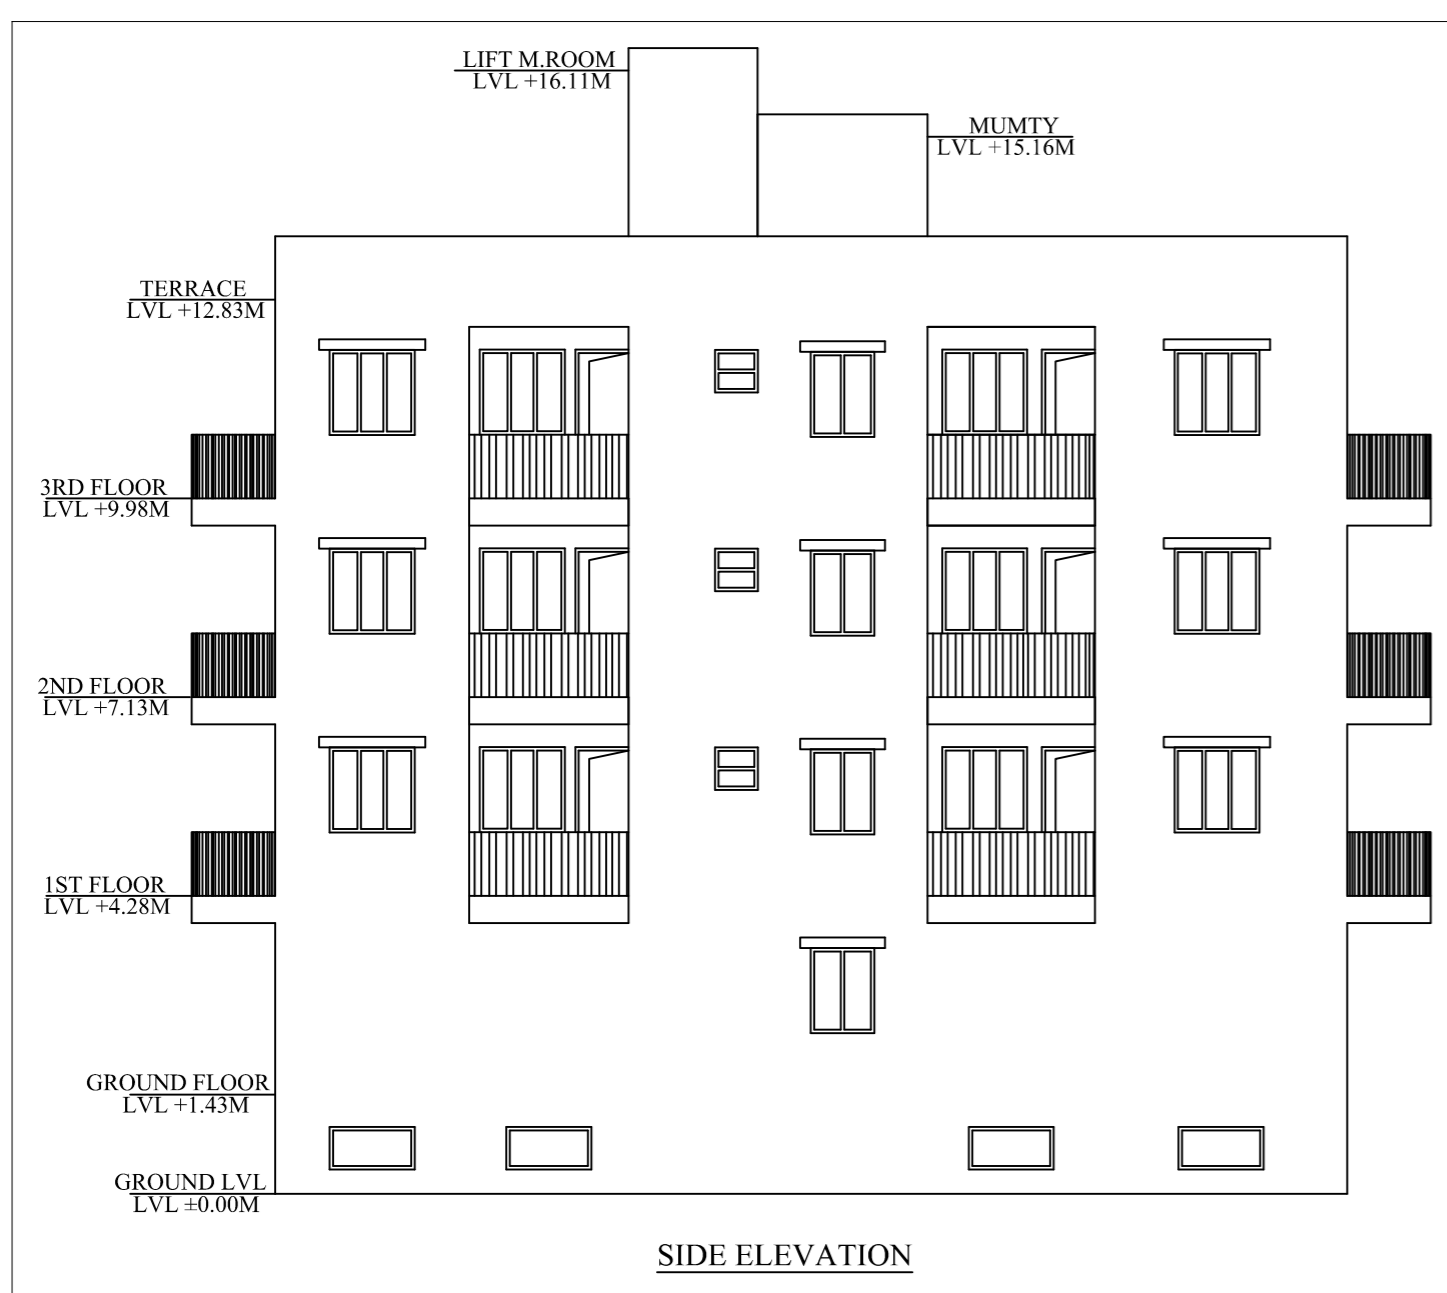 LIFT M.ROOM
LVL +16.11M
MUMTY
LVL +15.16M
TERRACE
LVL +12.83M
3RD FLOOR
LVL +9.98M
2ND FLOOR
LVL +7.13M
1ST FLOOR
LVL +4.28M
GROUND FLOOR
LVL +1.43M
GROUND LVL
LVL ±0.00M
SIDE ELEVATION